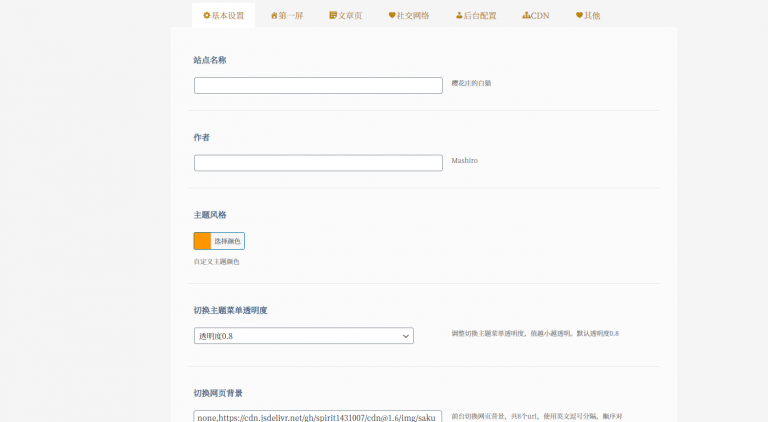 基本设置 第一屏 文章页 社交网络 后台配置 CDN 其他
站点名称
樱花庄的白猫
作者
Mashiro
主题风格
选择颜色
自定义主题颜色
切换主题菜单透明度
透明度0.8 调整切换主题菜单透明度，值越小越透明。默认透明度0.8
切换网页背景
none,https://cdn.jsdelivr.net/gh/spirit1431007/cdn@1.6/img/saku 前台切换网页背景，共8个url，使用英文逗号分隔，顺序对